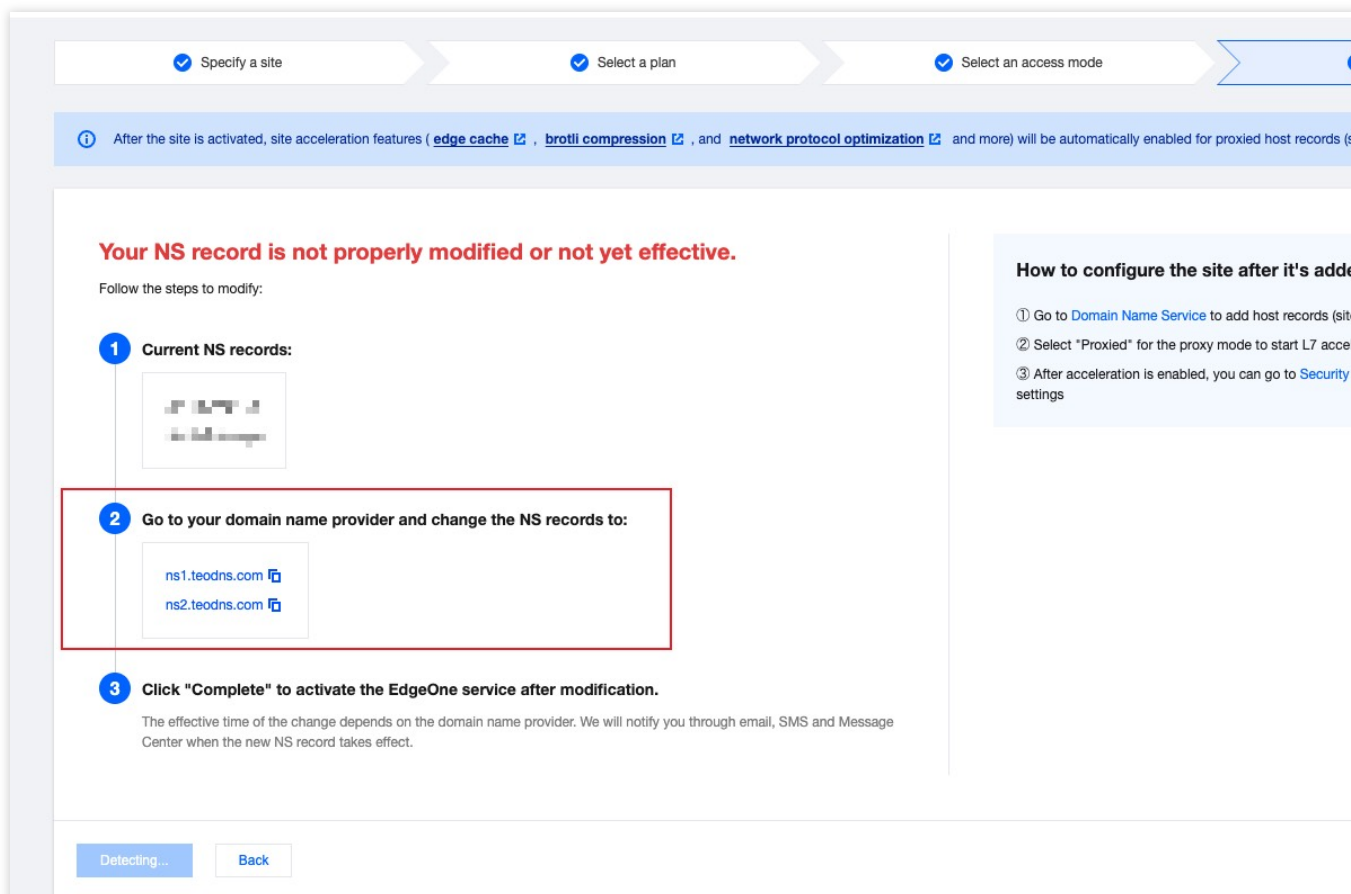 Specify a site
Select a plan
Select an access mode
After the site is activated, site acceleration features ( edge cache , brotli compression , and network protocol optimization and more) will be automatically enabled for proxied host records
Your NS record is not properly modified or not yet effective.
Follow the steps to modify:
1 Current NS records:
2 Go to your domain name provider and change the NS records to:
ns1.teodns.com
ns2.teodns.com
3 Click "Complete" to activate the EdgeOne service after modification.
The effective time of the change depends on the domain name provider. We will notify you through email, SMS and Message
Center when the new NS record takes effect.
Detecting...
Back
How to configure the site after it's
① Go to Domain Name Service to add host records
② Select "Proxied" for the proxy mode to start L7
③ After acceleration is enabled, you can go to Security
settings